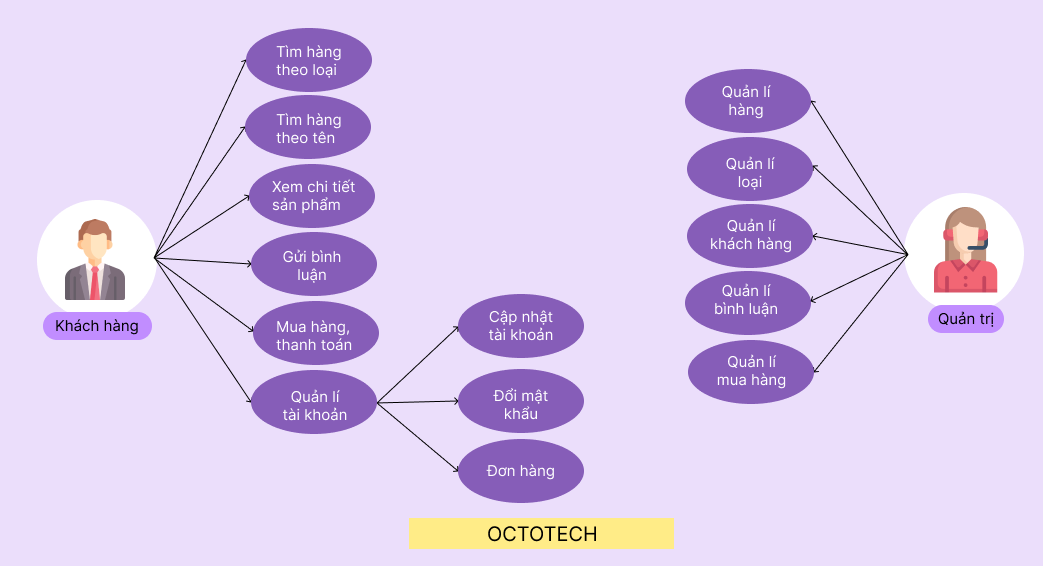 Tìm hàng
theo loại
Tìm hàng
theo tên
Xem chi tiết
sản phẩm
Gửi bình
luận
Mua hàng,
thanh toán
Quản lí
tài khoản
Khách hàng
Cập nhật
tài khoản
Đổi mật
khẩu
Đơn hàng
Quản lí
hàng
Quản lí
loại
Quản lí
khách hàng
Quản lí
bình luận
Quản lí
mua hàng
Quản trị
OCTOTECH